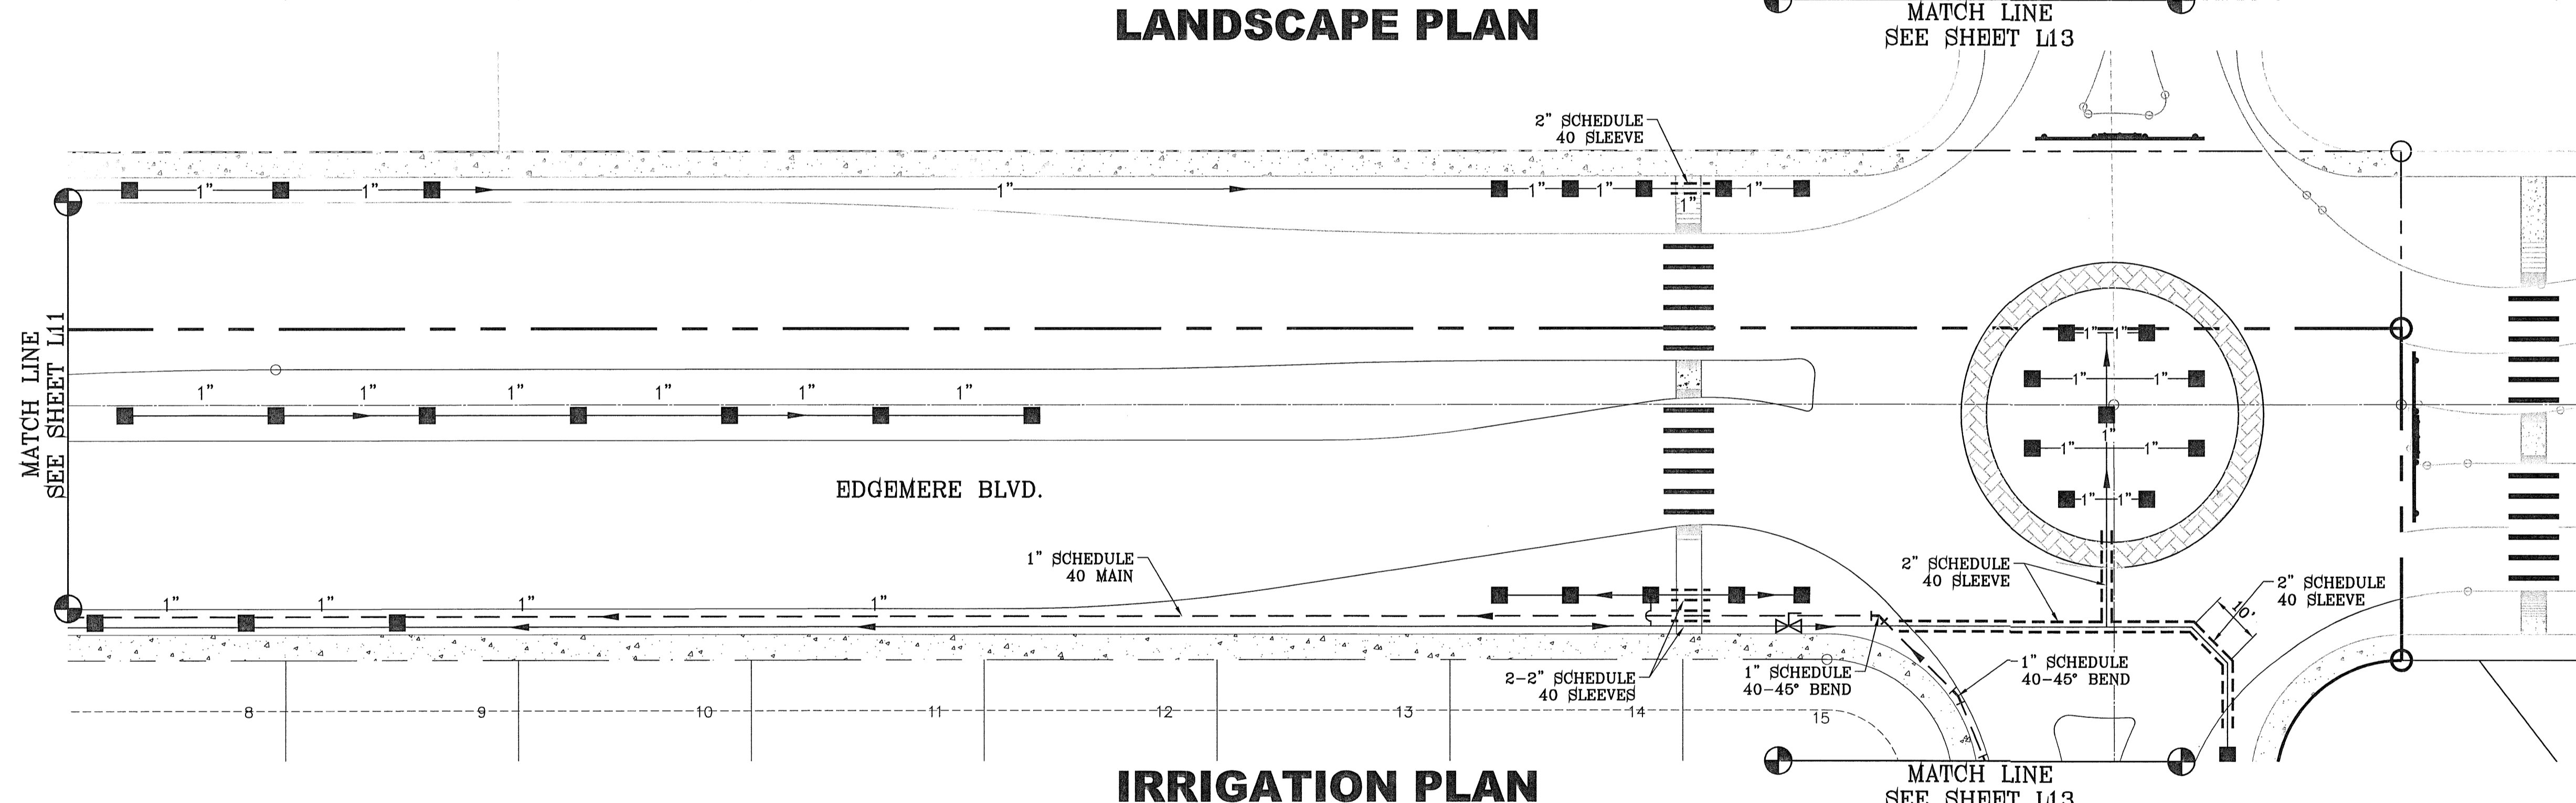 LANDSCAPE PLAN
MATCH LINE
SEE SHEET L13
2" SCHEDULE
40 SLEEVE
1" 1" 1" 1" 1" 1"
1"
MATCH LINE
SEE SHEET L11
1" 1"
1" 1" 1" 1" 1" 1"
1" 1"
1"
1" 1"
1" 1"
EDGEMERE BLVD.
1" SCHEDULE
40 MAIN
2" SCHEDULE
40 SLEEVE
2" SCHEDULE
40 SLEEVE
10'
1" 1" 1" 1"
2-2" SCHEDULE
40 SLEEVES
1" SCHEDULE
40-45° BEND
1" SCHEDULE
40-45° BEND
8 9 10 11 12 13 14 15
IRRIGATION PLAN
MATCH LINE
SEE SHEET L13